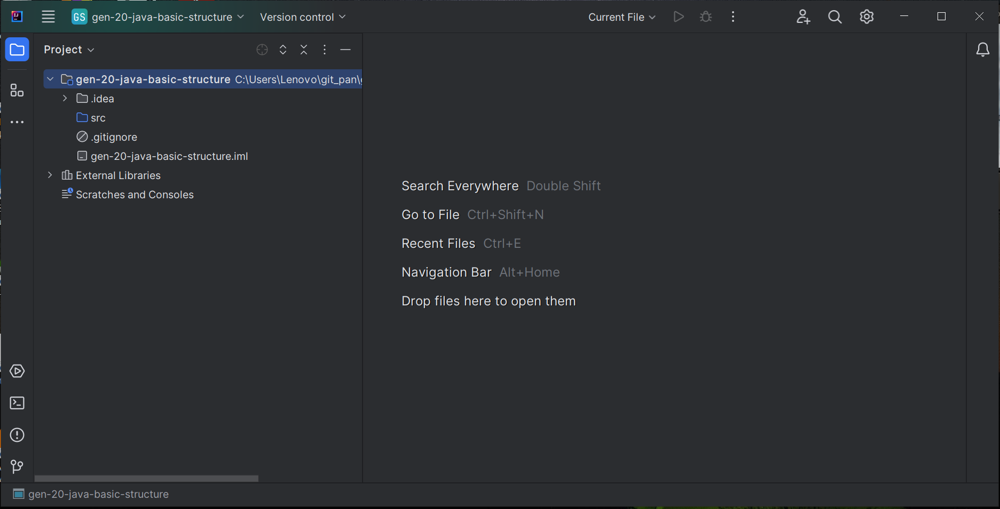 GS gen-20-java-basic-structure Version control Current File
Project
gen-20-java-basic-structure C:\Users\Lenovo\git_pan\
.idea
src
.gitignore
gen-20-java-basic-structure.iml
External Libraries
Scratches and Consoles
Search Everywhere Double Shift
Go to File Ctrl+Shift+N
Recent Files Ctrl+E
Navigation Bar Alt+Home
Drop files here to open them
gen-20-java-basic-structure